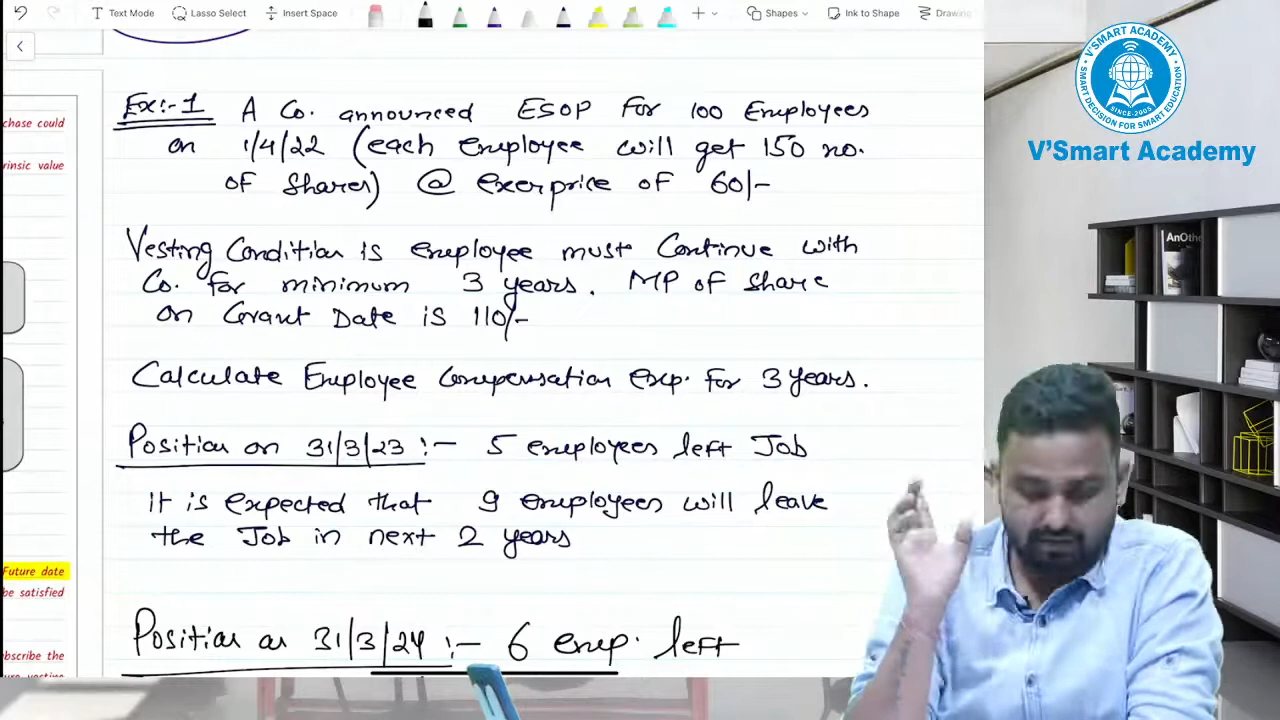 Text Mode Lasso Select Insert Space Shapes Ink to Shape Drawing
chase could
rinsic value
Future date
be satisfied
bscribe the
Ex:-1 A Co. announced ESOP For 100 Employees
on 1/4/22 (each employee will get 150 no.
of shares) @ exerprice of 60/-
Vesting Condition is employee must Continue with
Co. for minimum 3 years. MP of share
on Grant Date is 110/-
Calculate Employee Compensation Exp. for 3 years.
Position on 31/3/23 :- 5 employees left Job
It is expected that 9 employees will leave
the Job in next 2 years
Position on 31/3/24 :- 6 emp. left
V'SMART ACADEMY
SMART DECISION FOR SMART EDUCATION
SINCE-2005
V'Smart Academy
AnOthe